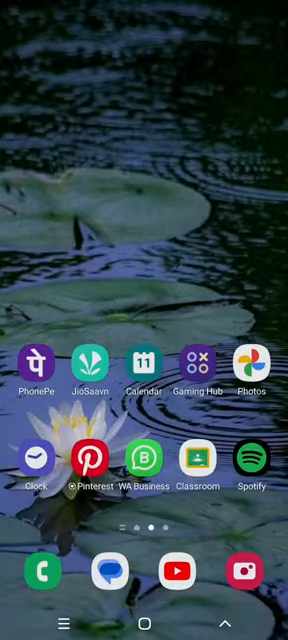 पे
11
PhonePe JioSaavn Calendar Gaming Hub Photos
B
Clock Pinterest WA Business Classroom Spotify